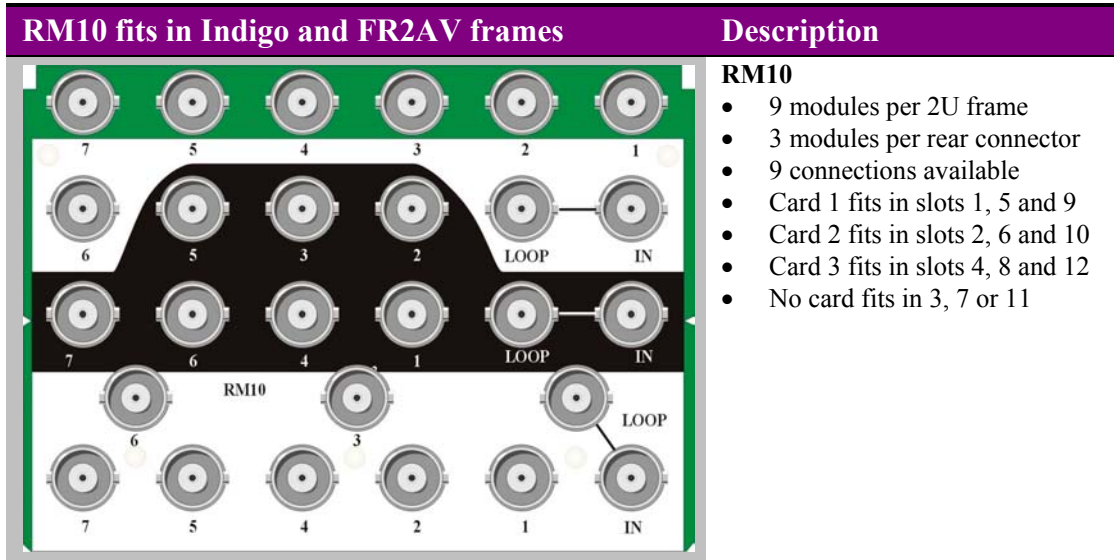 RM10 fits in Indigo and FR2AV frames Description
7 5 4 3 2 1
6 5 3 2 LOOP IN
7 6 4 1 LOOP IN
RM10 LOOP
6 3
7 5 4 2 1 IN
RM10
• 9 modules per 2U frame
• 3 modules per rear connector
• 9 connections available
• Card 1 fits in slots 1, 5 and 9
• Card 2 fits in slots 2, 6 and 10
• Card 3 fits in slots 4, 8 and 12
• No card fits in 3, 7 or 11